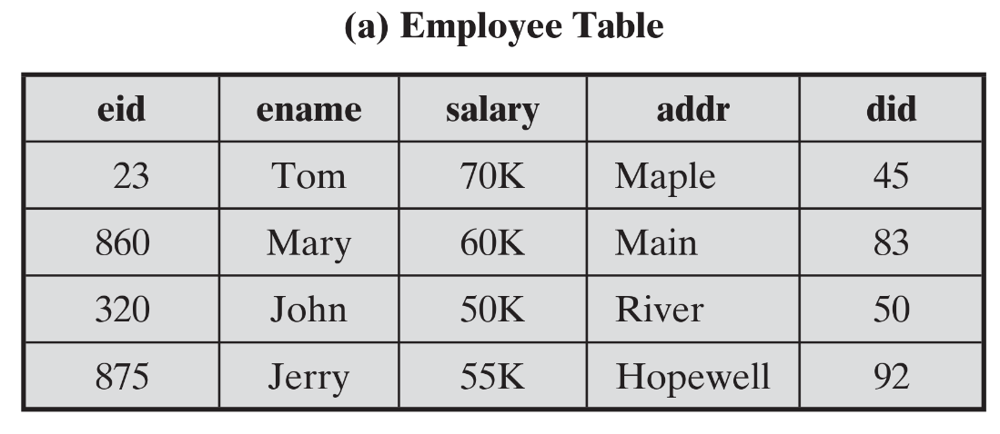 (a) Employee Table
eid ename salary addr did
23 Tom 70K Maple 45
860 Mary 60K Main 83
320 John 50K River 50
875 Jerry 55K Hopewell 92